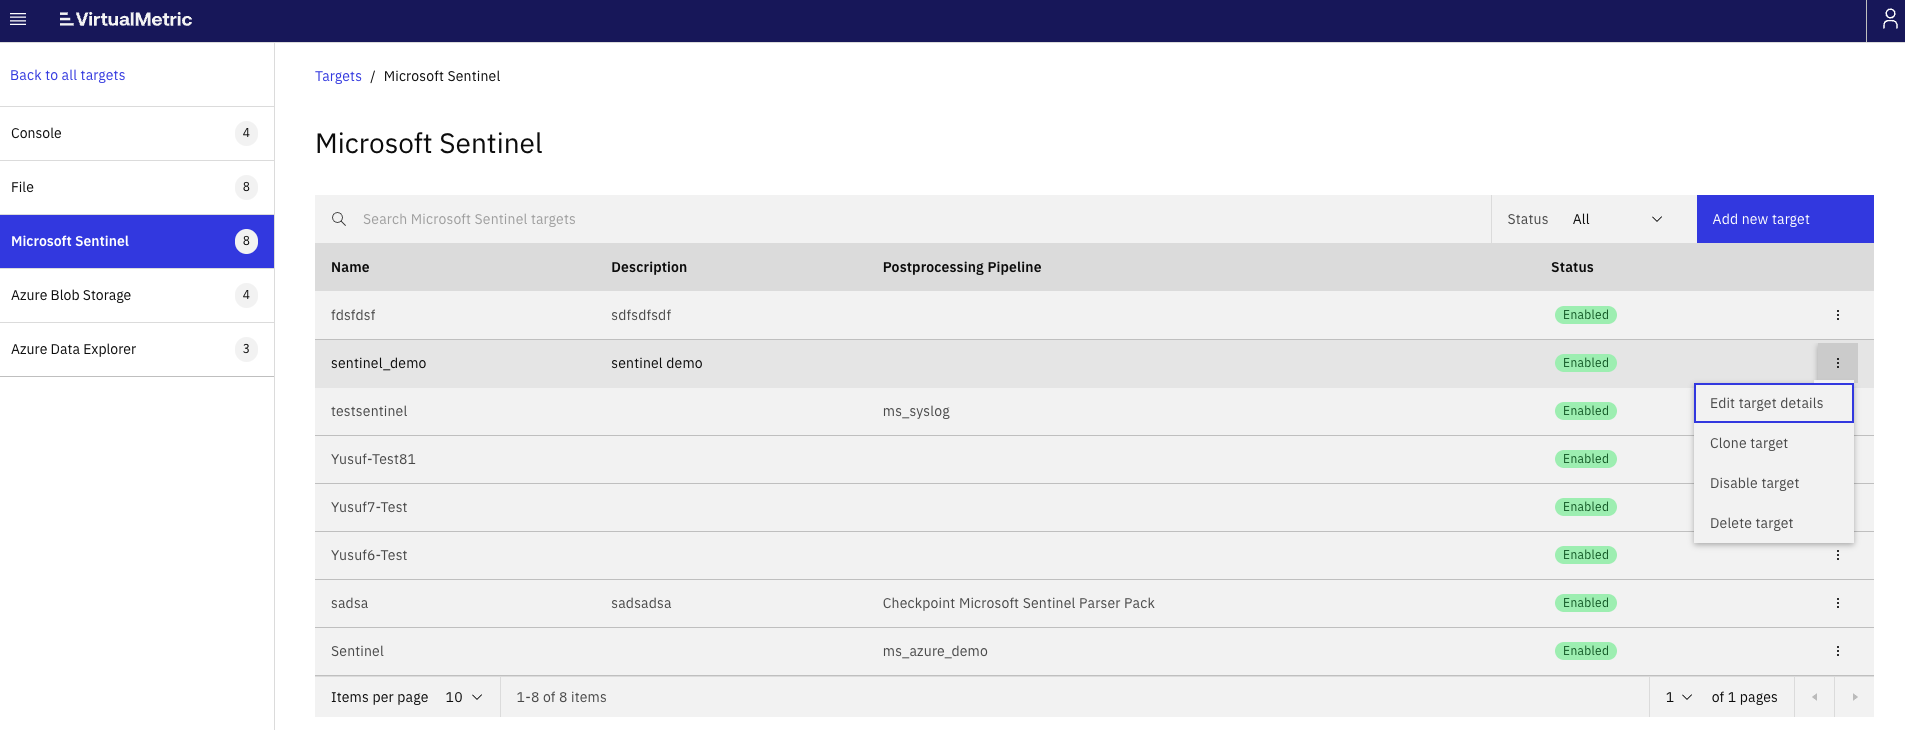 VirtualMetric
Back to all targets
Console 4
File 8
Microsoft Sentinel 8
Azure Blob Storage 4
Azure Data Explorer 3
Targets / Microsoft Sentinel
Microsoft Sentinel
Search Microsoft Sentinel targets Status All Add new target
Name Description Postprocessing Pipeline Status
fdsfdsf sdfsdfsdf Enabled
sentinel_demo sentinel demo Enabled
testsentinel ms_syslog Enabled
Yusuf-Test81 Enabled
Yusuf7-Test Enabled
Yusuf6-Test Enabled
sadsa sadsadsa Checkpoint Microsoft Sentinel Parser Pack Enabled
Sentinel ms_azure_demo Enabled
Edit target details
Clone target
Disable target
Delete target
Items per page 10 1-8 of 8 items 1 of 1 pages